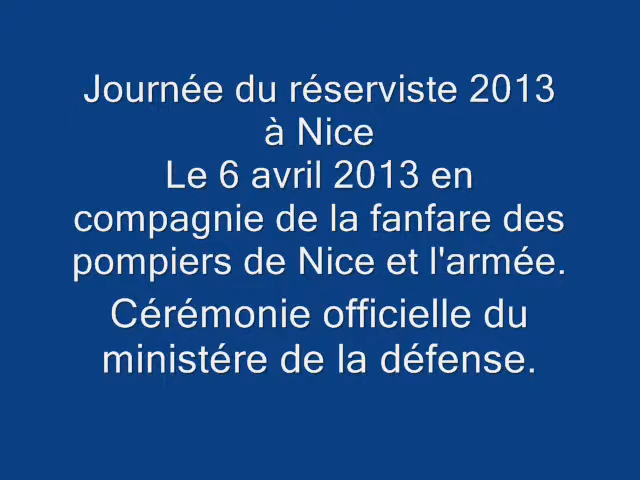 Journée du réserviste 2013
à Nice
Le 6 avril 2013 en
compagnie de la fanfare des
pompiers de Nice et l'armée.
Cérémonie officielle du
ministére de la défense.